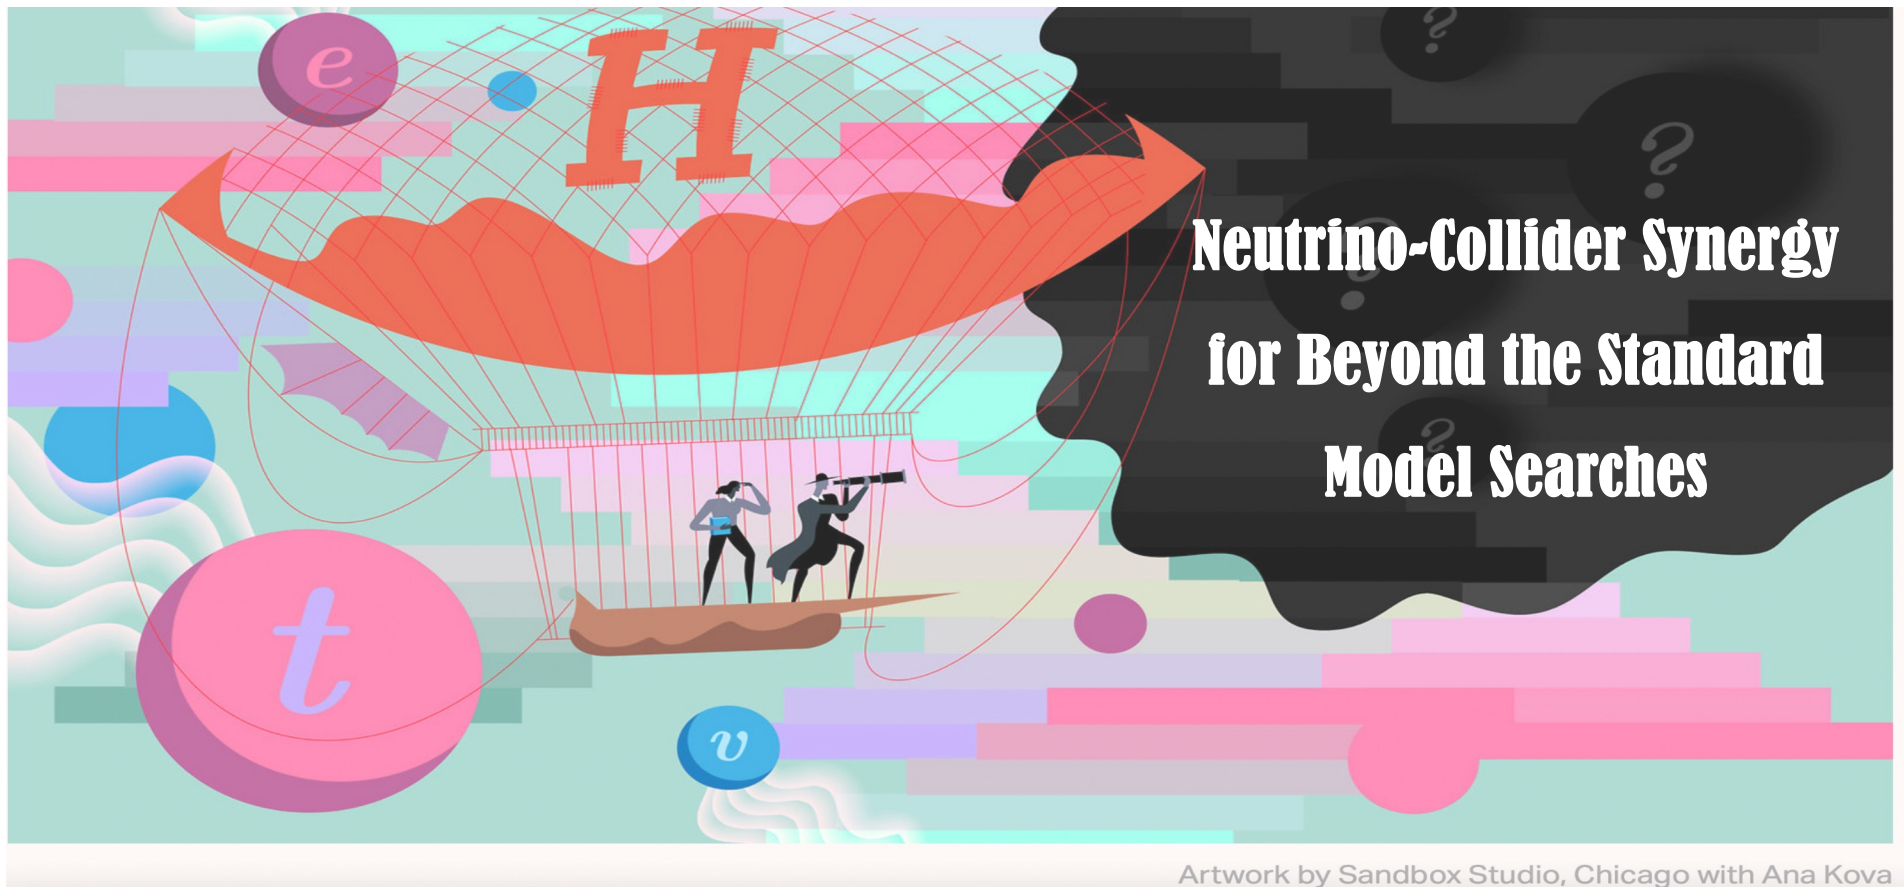 e
H
?
?
?
Neutrino-Collider Synergy
for Beyond the Standard
?
Model Searches
t
ν
Artwork by Sandbox Studio, Chicago with Ana Kova